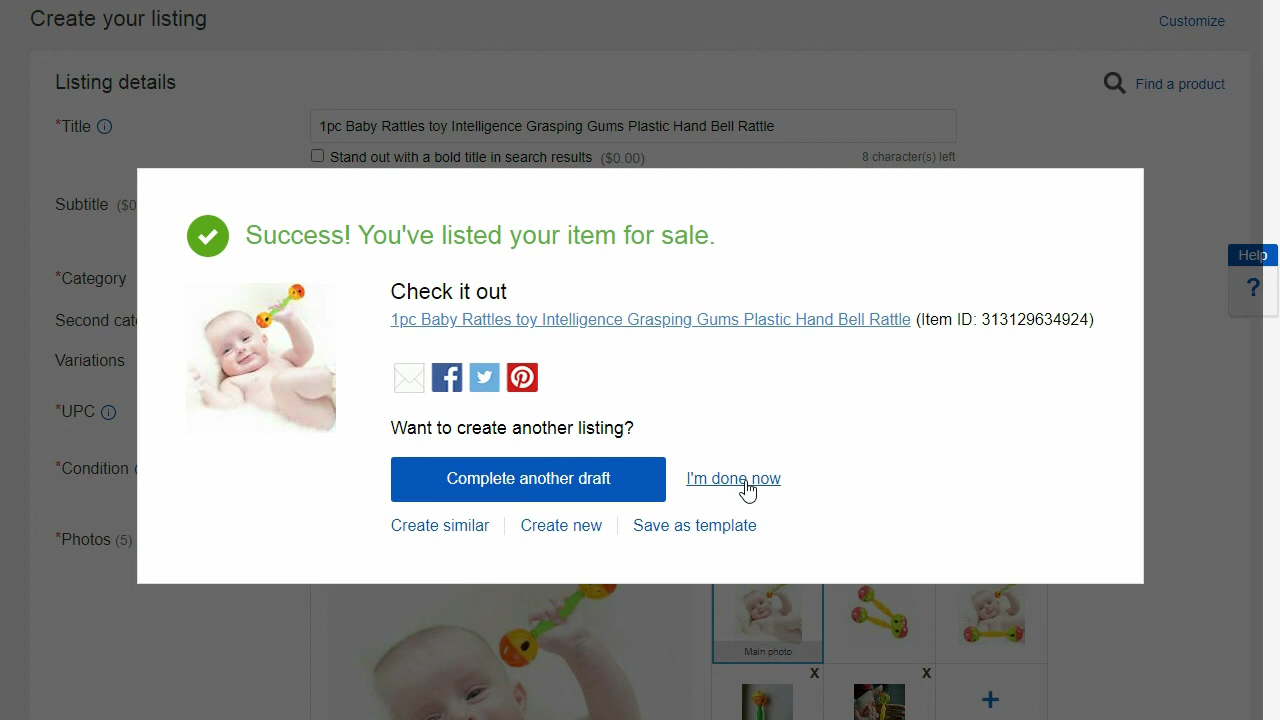 Create your listing
Customize
Listing details
Find a product
*Title
1pc Baby Rattles toy Intelligence Grasping Gums Plastic Hand Bell Rattle
Stand out with a bold title in search results ($0.00)
8 character(s) left
Subtitle ($0
Success! You've listed your item for sale.
Help
?
*Category
Check it out
1pc Baby Rattles toy Intelligence Grasping Gums Plastic Hand Bell Rattle (Item ID: 313129634924)
Second cat
Variations
*UPC
Want to create another listing?
*Condition
Complete another draft
I'm done now
Create similar
Create new
Save as template
*Photos (5)
Main photo
X
X